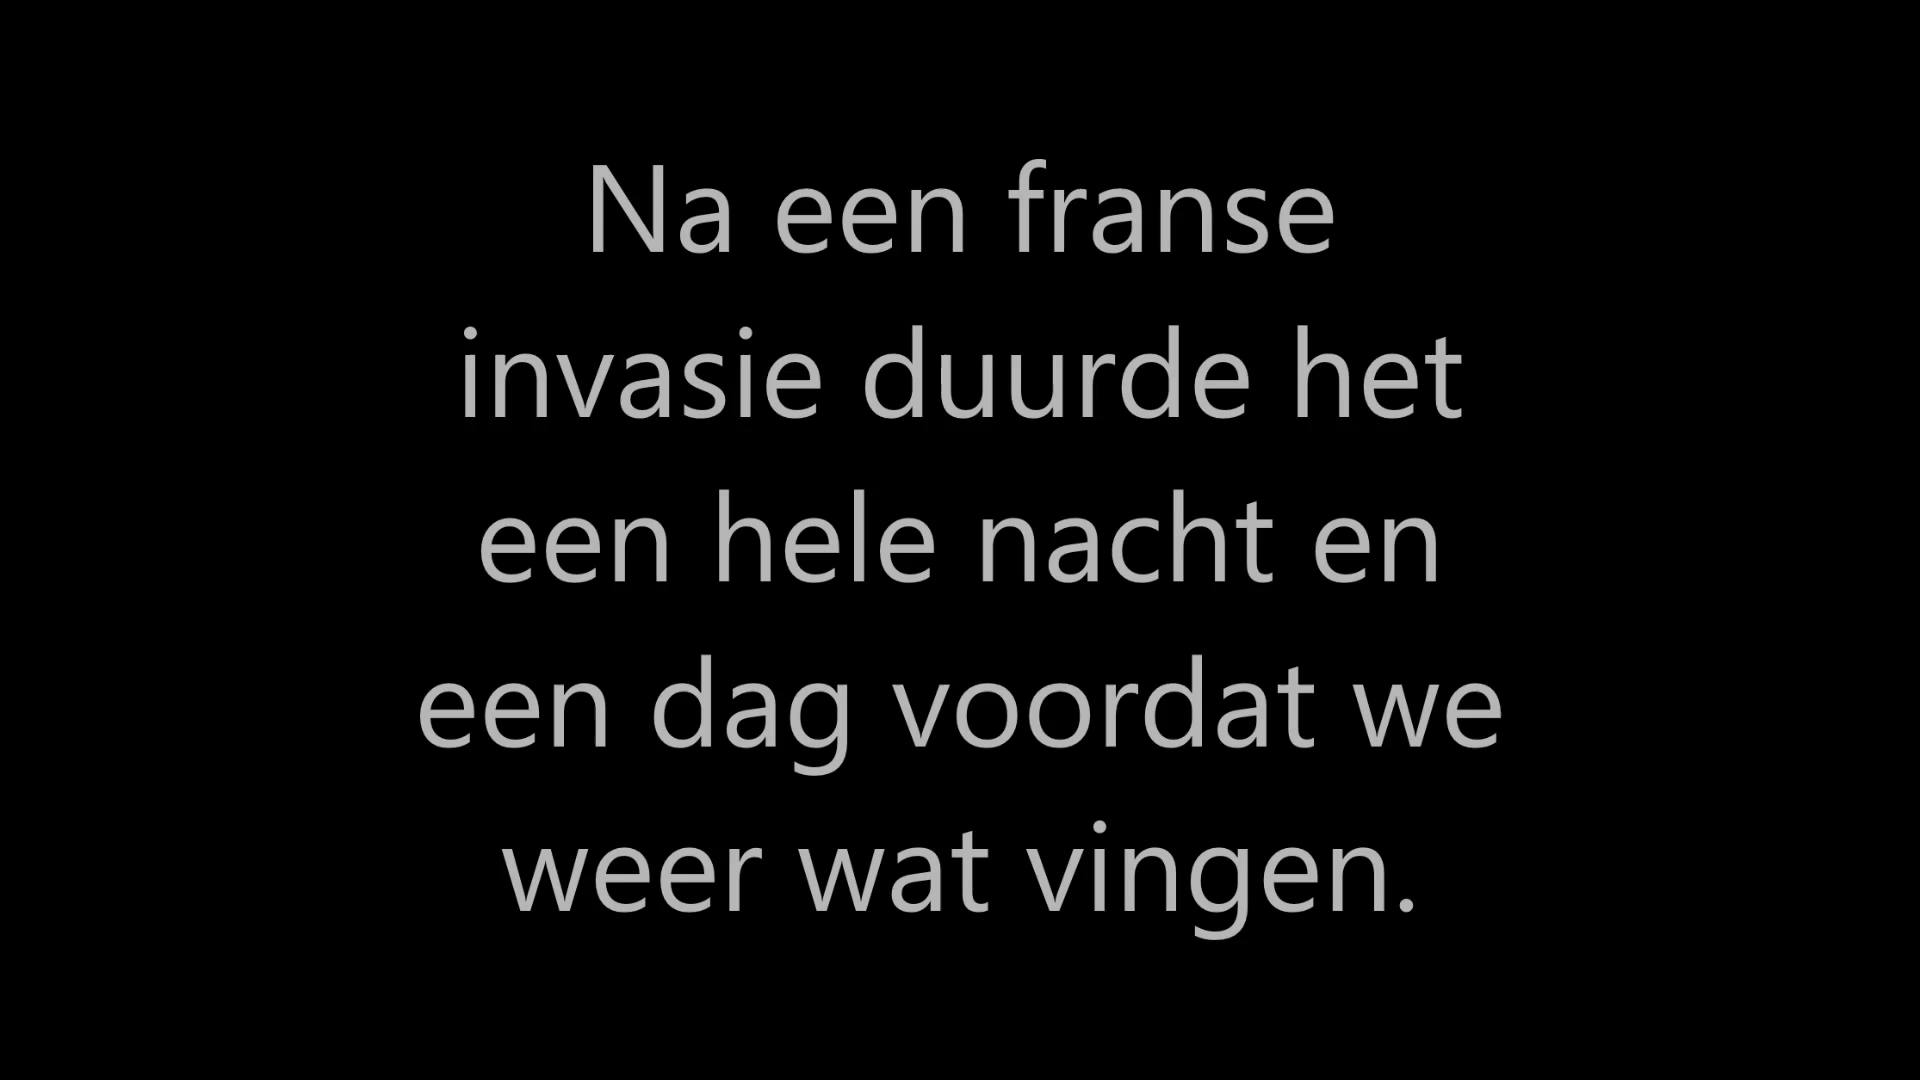 Na een franse
invasie duurde het
een hele nacht en
een dag voordat we
weer wat vingen.